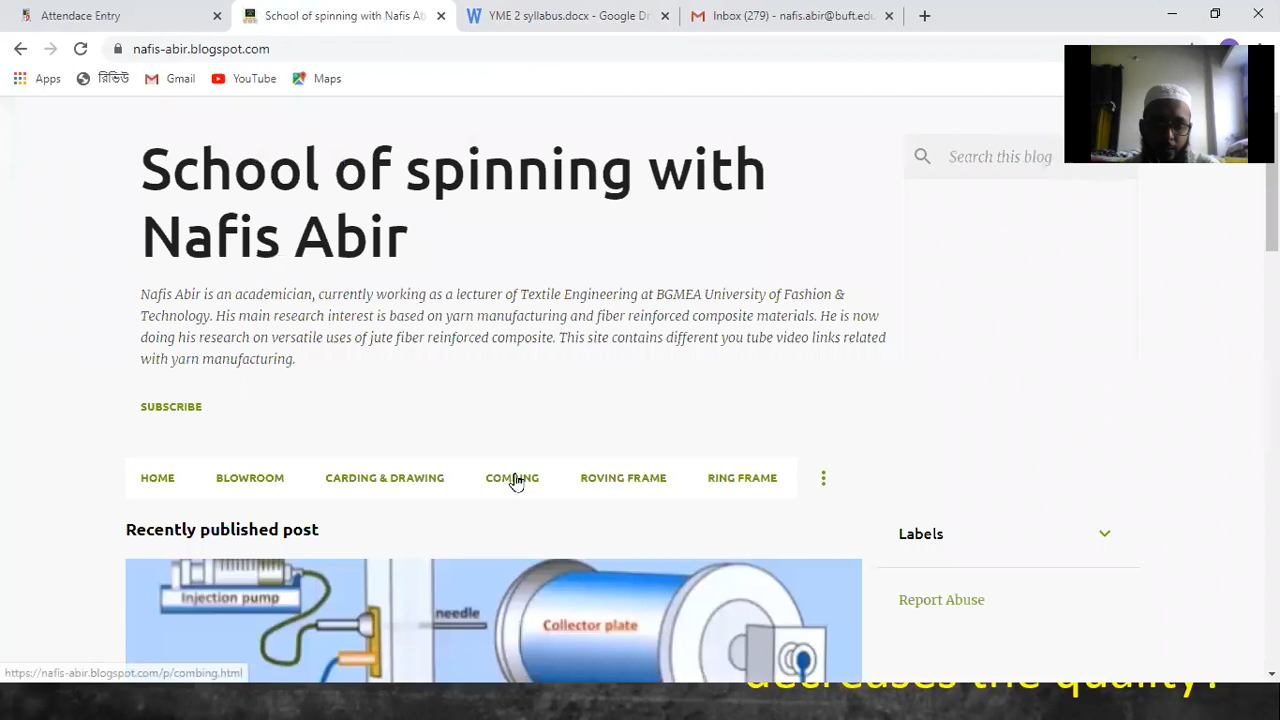 Attendace Entry
School of spinning with Nafis Ab
YME 2 syllabus.docx - Google Dr
Inbox (279) - nafis.abir@buft.edu
nafis-abir.blogspot.com
Apps
রিভিউ
Gmail
YouTube
Maps
School of spinning with
Nafis Abir
Search this blog
Nafis Abir is an academician, currently working as a lecturer of Textile Engineering at BGMEA University of Fashion &
Technology. His main research interest is based on yarn manufacturing and fiber reinforced composite materials. He is now
doing his research on versatile uses of jute fiber reinforced composite. This site contains different you tube video links related
with yarn manufacturing.
SUBSCRIBE
HOME BLOWROOM CARDING & DRAWING COMBING ROVING FRAME RING FRAME
Recently published post
Labels
Report Abuse
Injection pump
needle
Collector plate
https://nafis-abir.blogspot.com/p/combing.html
decreases the quality?